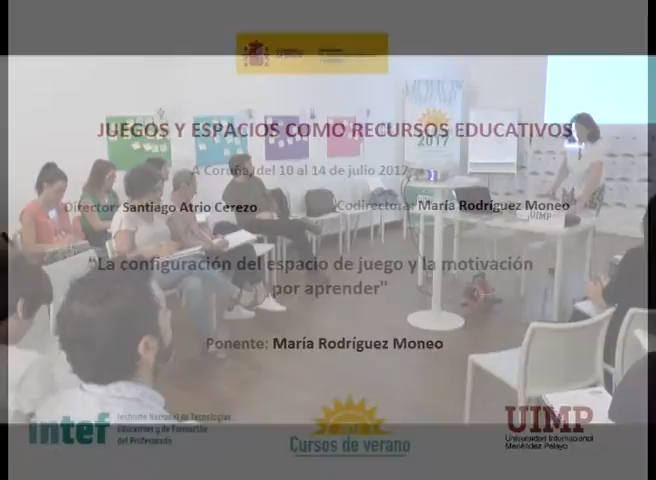 JUEGOS Y ESPACIOS COMO RECURSOS EDUCATIVOS
A Coruña, del 10 al 14 de julio 2017
2017
Director: Santiago Atrio Cerezo
Codirectora: María Rodríguez Moneo
UIMP
"La configuración del espacio de juego y la motivación
por aprender"
Ponente: María Rodríguez Moneo
intef
Instituto Nacional de Tecnologías
Educativas y de Formación
del Profesorado
Cursos de verano
UIMP
Universidad Internacional
Menéndez Pelayo